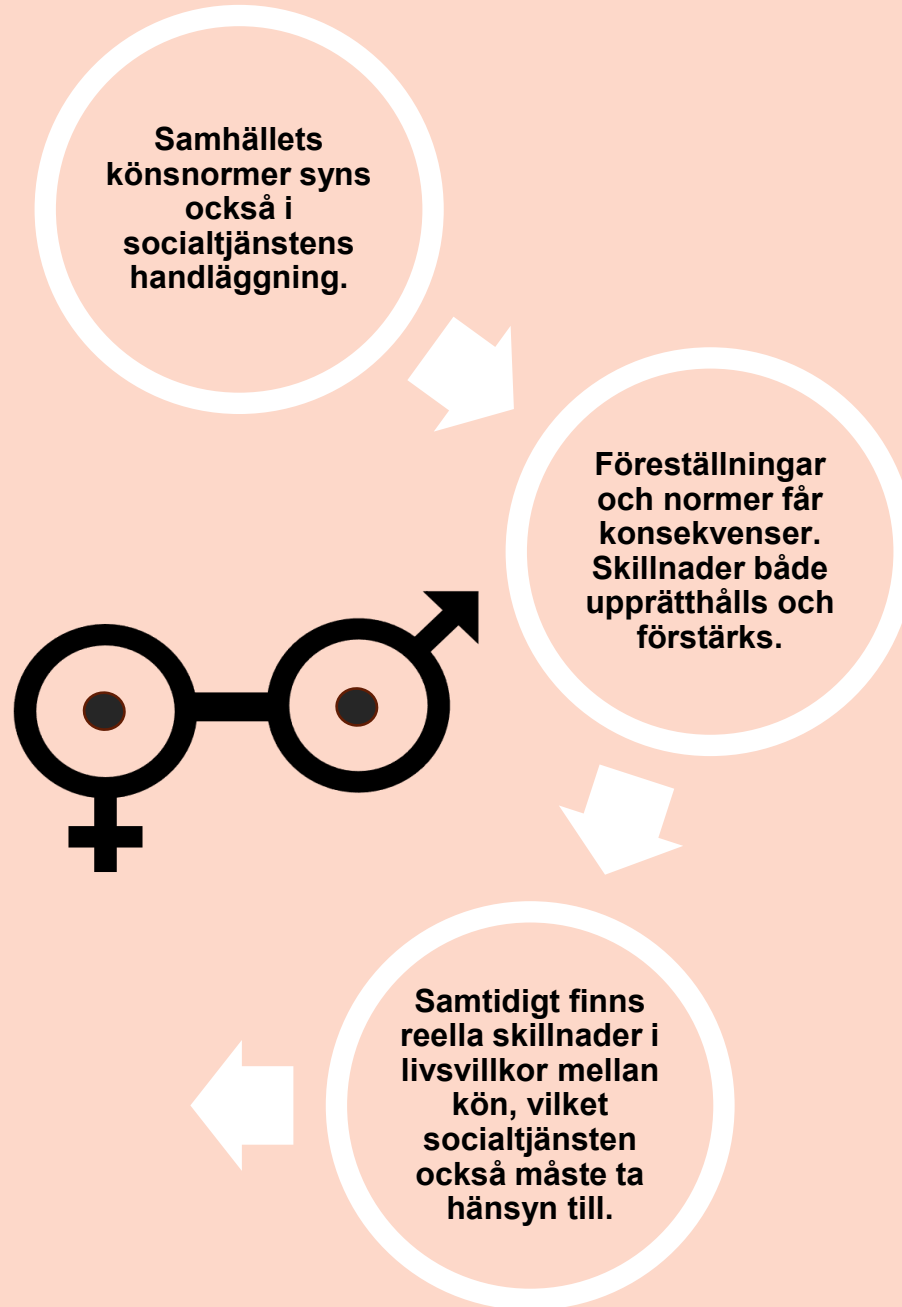 Samhällets
könsnormer syns
också i
socialtjänstens
handläggning.
Föreställningar
och normer får
konsekvenser.
Skillnader både
upprätthålls och
förstärks.
Samtidigt finns
reella skillnader i
livsvillkor mellan
kön, vilket
socialtjänsten
också måste ta
hänsyn till.